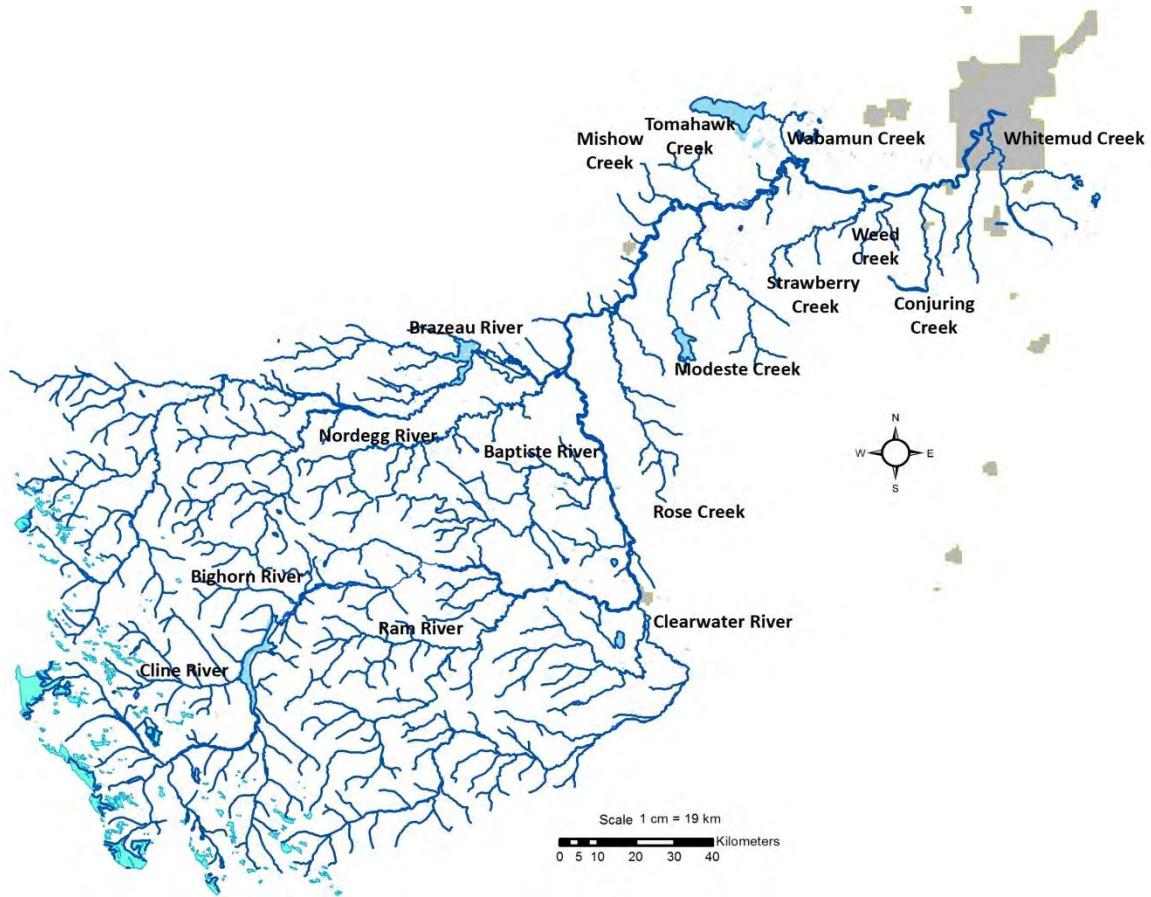 Mishow
Creek
Tomahawk
Creek
Wabamun Creek
Whitemud Creek
Weed
Creek
Strawberry
Creek
Conjuring
Creek
Brazeau River
Modeste Creek
Nordegg River
Baptiste River
N
W
E
S
Rose Creek
Bighorn River
Ram River
Clearwater River
Cline River
Scale 1 cm = 19 km
Kilometers
0 5 10 20 30 40